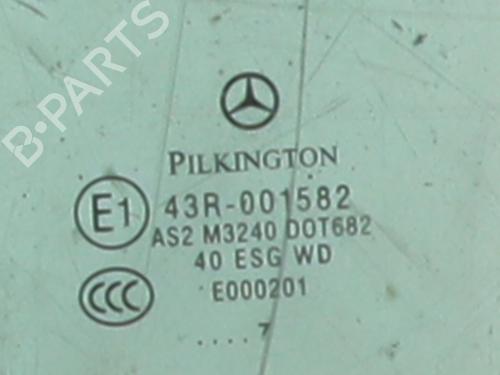 B-PARTS
PILKINGTON
E1 43R-001582
AS2 M3240 DOT682
40 ESG WD
CCC E000201
....7